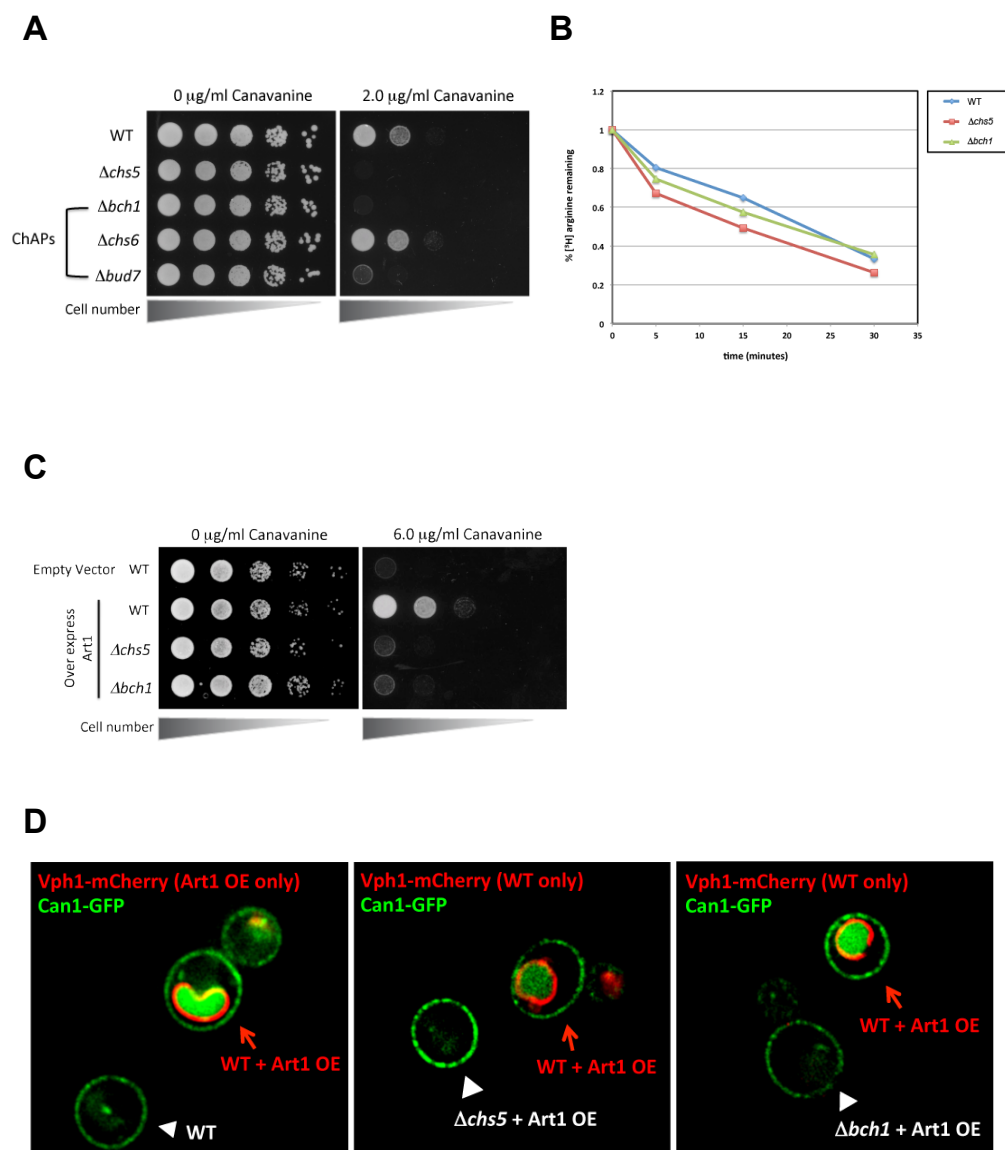 A
0 µg/ml Canavanine 2.0 µg/ml Canavanine
WT
Δchs5
Δbch1
ChAPs
Δchs6
Δbud7
Cell number
B
1.2
1
0.8
0.6
0.4
0.2
0
0 5 10 15 20 25 30 35
% [³H] arginine remaining
time (minutes)
WT
Δchs5
Δbch1
C
0 µg/ml Canavanine 6.0 µg/ml Canavanine
Empty Vector WT
Over express Art1
WT
Δchs5
Δbch1
Cell number
D
Vph1-mCherry (Art1 OE only)
Can1-GFP
WT + Art1 OE
WT
Vph1-mCherry (WT only)
Can1-GFP
WT + Art1 OE
Δchs5 + Art1 OE
Vph1-mCherry (WT only)
Can1-GFP
WT + Art1 OE
Δbch1 + Art1 OE